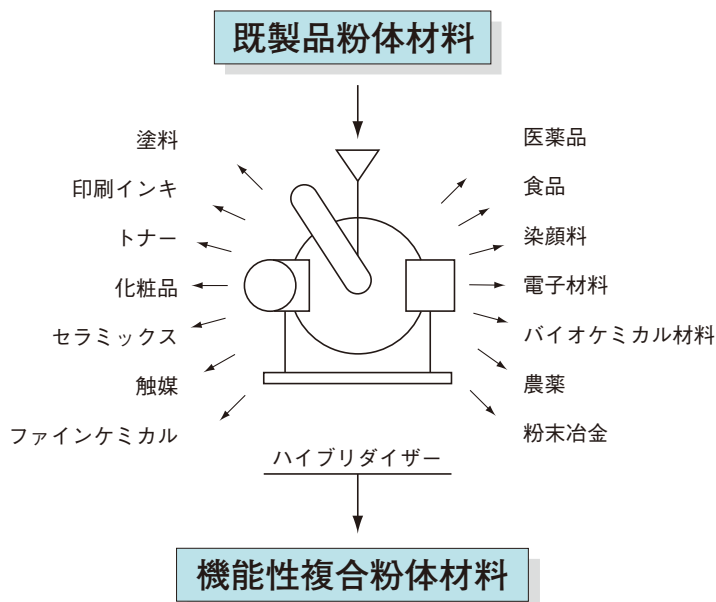 既製品粉体材料
塗料
印刷インキ
トナー
化粧品
セラミックス
触媒
ファインケミカル
医薬品
食品
染顔料
電子材料
バイオケミカル材料
農薬
粉末冶金
ハイブリダイザー
機能性複合粉体材料